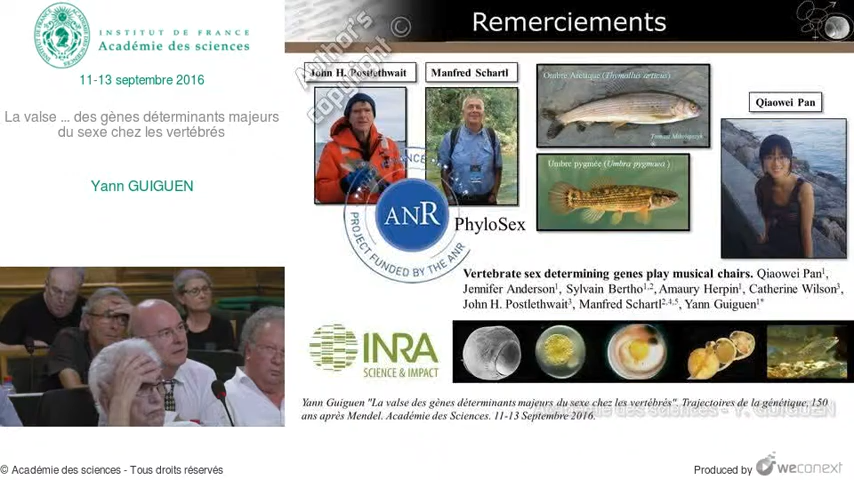 INSTITUT DE FRANCE
Académie des sciences
11-13 septembre 2016
La valse ... des gènes déterminants majeurs
du sexe chez les vertébrés
Yann GUIGUEN
Remerciements
Author's
copyright ©
John H. Postlethwait
Manfred Schartl
Ombre Arctique (Thymallus articus)
Umbre pygmée (Umbra pygmaea)
Qiaowei Pan
ANR
PROJECT FUNDED BY THE ANR
PhyloSex
Vertebrate sex determining genes play musical chairs. Qiaowei Pan1,
Jennifer Anderson1, Sylvain Bertho1,2, Amaury Herpin1, Catherine Wilson3,
John H. Postlethwait3, Manfred Schartl2,4,5, Yann Guiguen1*
INRA
SCIENCE & IMPACT
Yann Guiguen "La valse des gènes déterminants majeurs du sexe chez les vertébrés". Trajectoires de la génétique, 150
ans après Mendel. Académie des Sciences. 11-13 Septembre 2016.
des sciences - Y. GUIGUEN
© Académie des sciences - Tous droits réservés
Produced by weconext